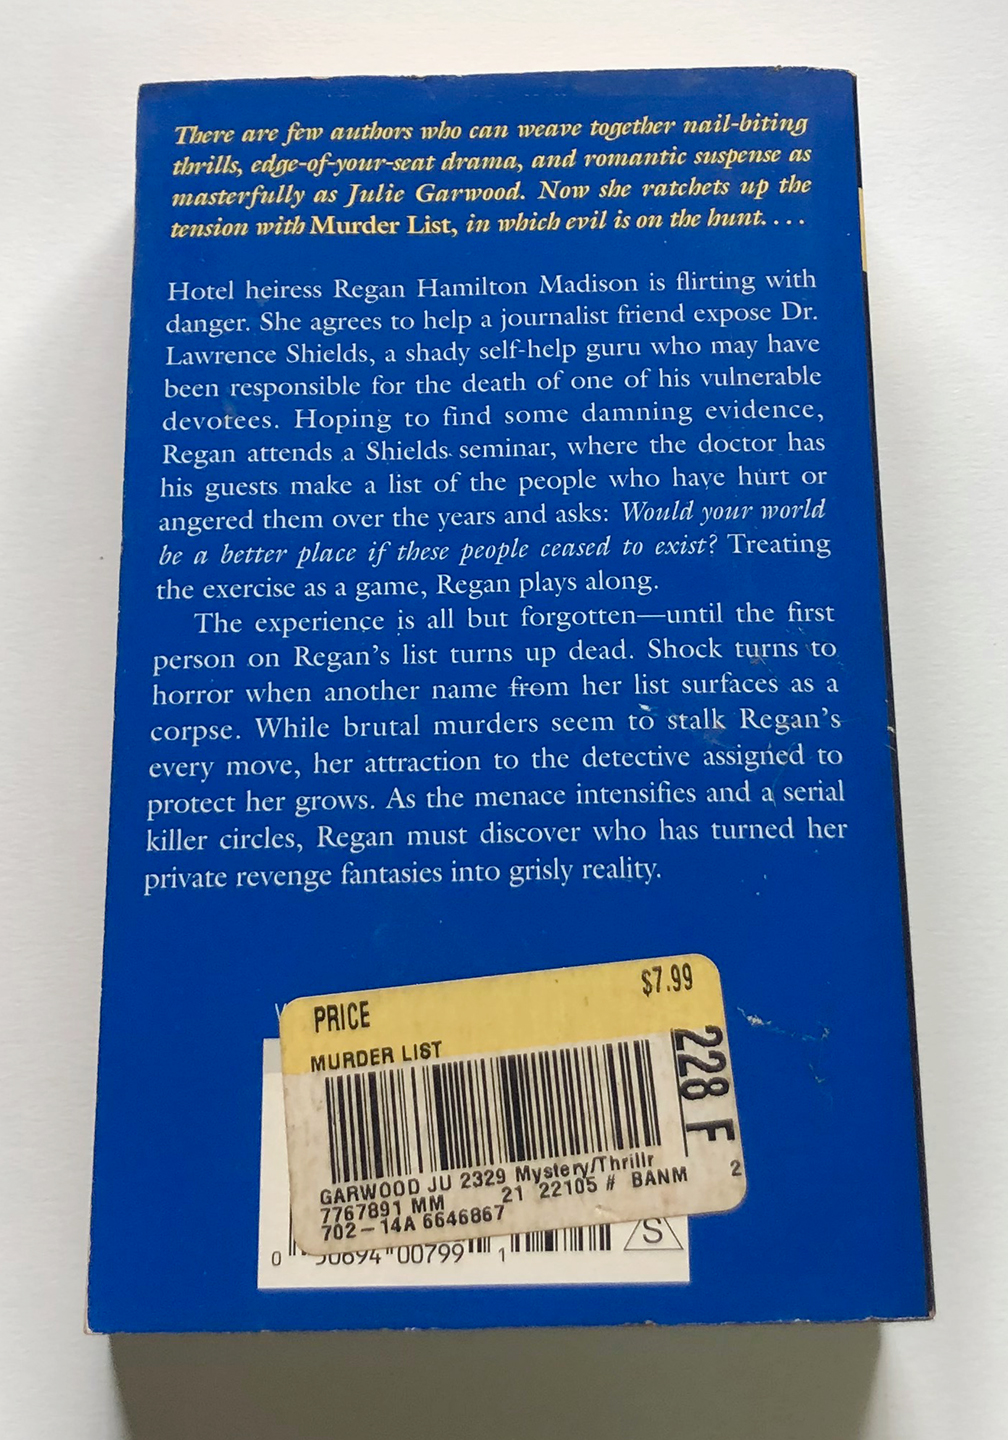 There are few authors who can weave together nail-biting
thrills, edge-of-your-seat drama, and romantic suspense as
masterfully as Julie Garwood. Now she ratchets up the
tension with Murder List, in which evil is on the hunt. . . .
Hotel heiress Regan Hamilton Madison is flirting with
danger. She agrees to help a journalist friend expose Dr.
Lawrence Shields, a shady self-help guru who may have
been responsible for the death of one of his vulnerable
devotees. Hoping to find some damning evidence,
Regan attends a Shields seminar, where the doctor has
his guests make a list of the people who have hurt or
angered them over the years and asks: Would your world
be a better place if these people ceased to exist? Treating
the exercise as a game, Regan plays along.
The experience is all but forgotten—until the first
person on Regan's list turns up dead. Shock turns to
horror when another name from her list surfaces as a
corpse. While brutal murders seem to stalk Regan's
every move, her attraction to the detective assigned to
protect her grows. As the menace intensifies and a serial
killer circles, Regan must discover who has turned her
private revenge fantasies into grisly reality.
PRICE $7.99
MURDER LIST
228 F
GARWOOD JU 2329 Mystery/Thrillr
7767891 MM 21 22105 # BANM 2
702-14A 6646867
0 00799 1 S